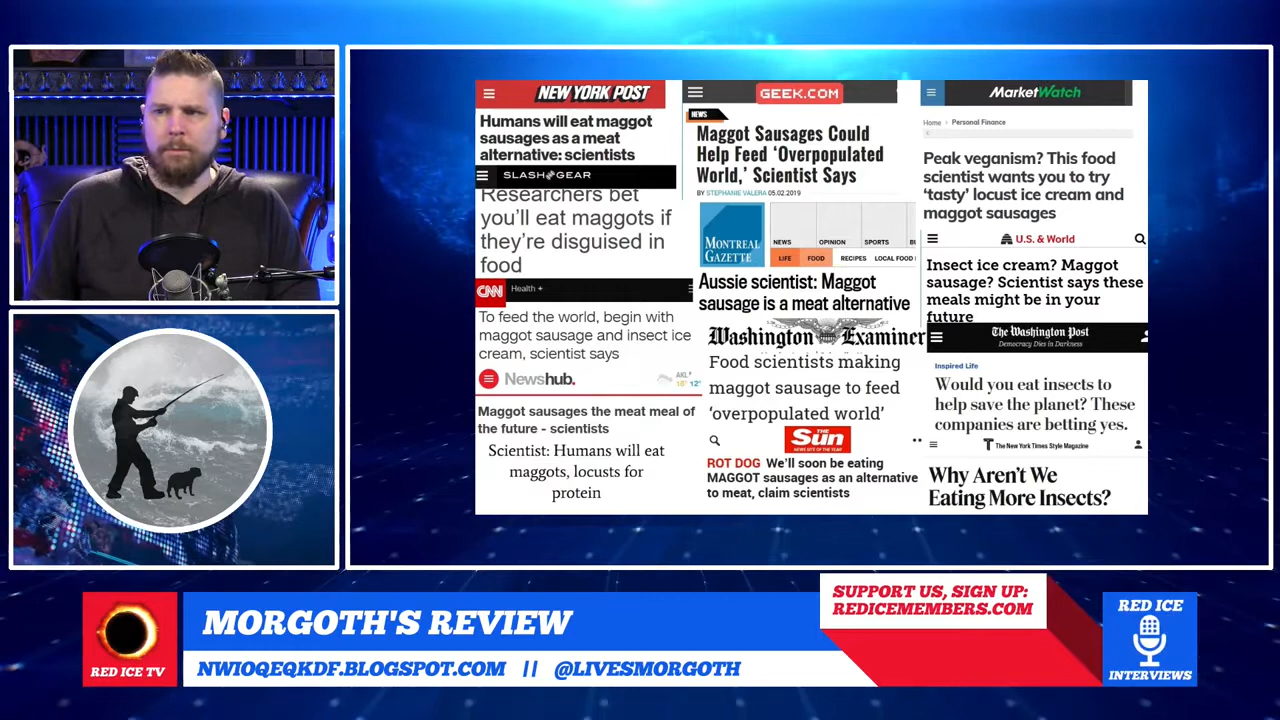 NEW YORK POST
Humans will eat maggot
sausages as a meat
alternative: scientists
SLASHGEAR
Researchers bet
you'll eat maggots if
they're disguised in
food
CNN Health +
To feed the world, begin with
maggot sausage and insect ice
cream, scientist says
Newshub. AKL
18° 12°
Maggot sausages the meat meal of
the future - scientists
Scientist: Humans will eat
maggots, locusts for
protein
GEEK.COM
NEWS
Maggot Sausages Could
Help Feed 'Overpopulated
World,' Scientist Says
BY STEPHANIE VALERA 05.02.2019
MONTREAL
GAZETTE
NEWS OPINION SPORTS
LIFE FOOD RECIPES LOCAL FOOD
Aussie scientist: Maggot
sausage is a meat alternative
Washington Examiner
Food scientists making
maggot sausage to feed
'overpopulated world'
THE
Sun
NEWS SITE OF THE YEAR
ROT DOG We'll soon be eating
MAGGOT sausages as an alternative
to meat, claim scientists
MarketWatch
Home › Personal Finance
Peak veganism? This food
scientist wants you to try
'tasty' locust ice cream and
maggot sausages
U.S. & World
Insect ice cream? Maggot
sausage? Scientist says these
meals might be in your
future
The Washington Post
Democracy Dies in Darkness
Inspired Life
Would you eat insects to
help save the planet? These
companies are betting yes.
The New York Times Style Magazine
Why Aren't We
Eating More Insects?
SUPPORT US, SIGN UP:
REDICEMEMBERS.COM
RED ICE TV
MORGOTH'S REVIEW
NWIOQEQKDF.BLOGSPOT.COM // @LIVESMORGOTH
RED ICE
INTERVIEWS